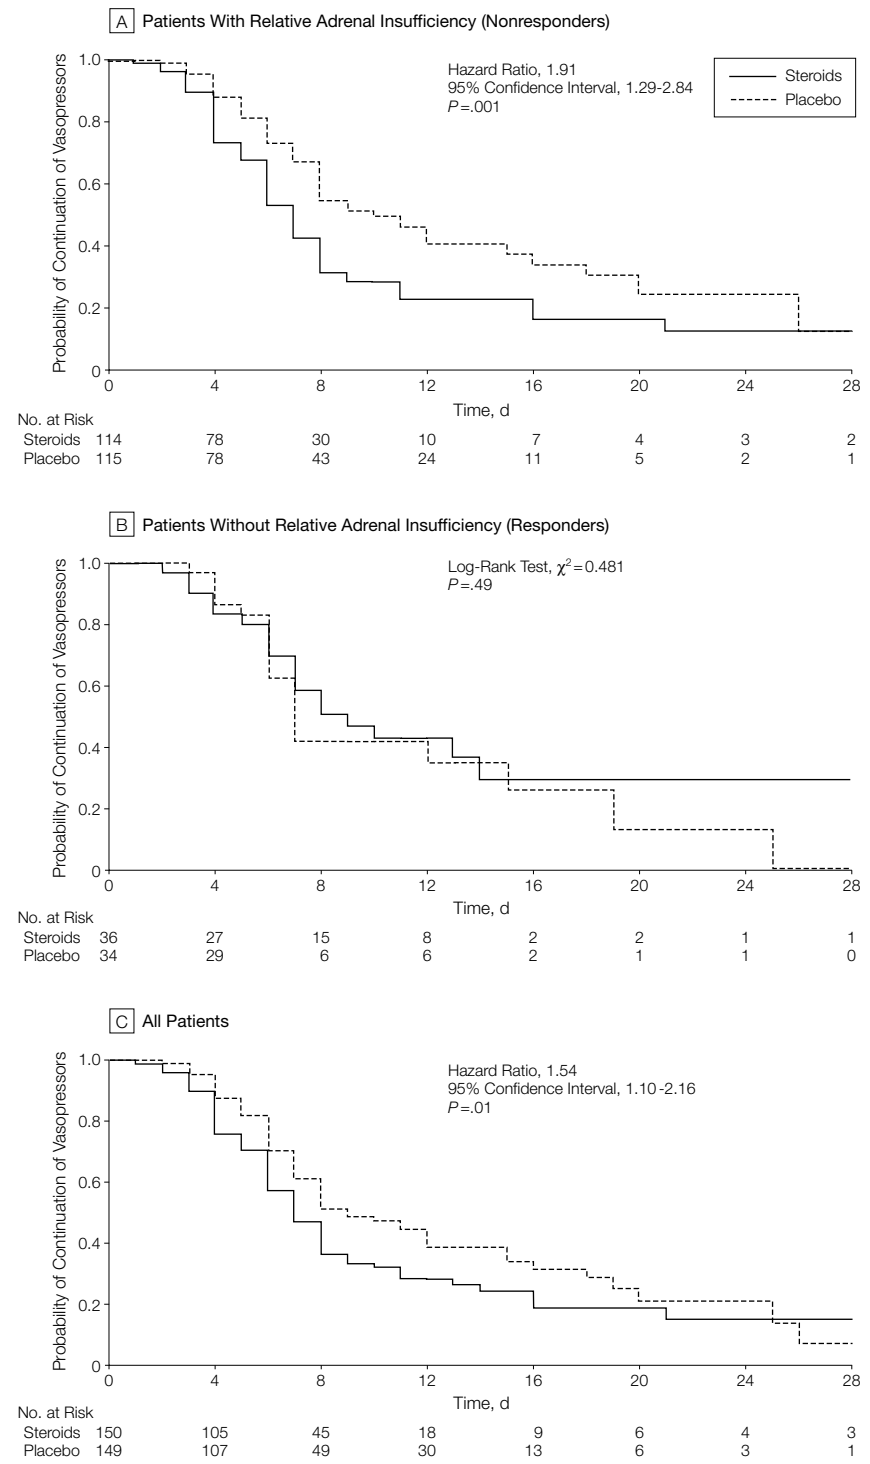 A Patients With Relative Adrenal Insufficiency (Nonresponders)
Probability of Continuation of Vasopressors
1.0
0.8
0.6
0.4
0.2
0
Hazard Ratio, 1.91
95% Confidence Interval, 1.29-2.84
P=.001
Steroids
Placebo
0 4 8 12 16 20 24 28
Time, d
No. at Risk
Steroids 114 78 30 10 7 4 3 2
Placebo 115 78 43 24 11 5 2 1
B Patients Without Relative Adrenal Insufficiency (Responders)
Probability of Continuation of Vasopressors
1.0
0.8
0.6
0.4
0.2
0
Log-Rank Test, χ²=0.481
P=.49
0 4 8 12 16 20 24 28
Time, d
No. at Risk
Steroids 36 27 15 8 2 2 1 1
Placebo 34 29 6 6 2 1 1 0
C All Patients
Probability of Continuation of Vasopressors
1.0
0.8
0.6
0.4
0.2
0
Hazard Ratio, 1.54
95% Confidence Interval, 1.10-2.16
P=.01
0 4 8 12 16 20 24 28
Time, d
No. at Risk
Steroids 150 105 45 18 9 6 4 3
Placebo 149 107 49 30 13 6 3 1